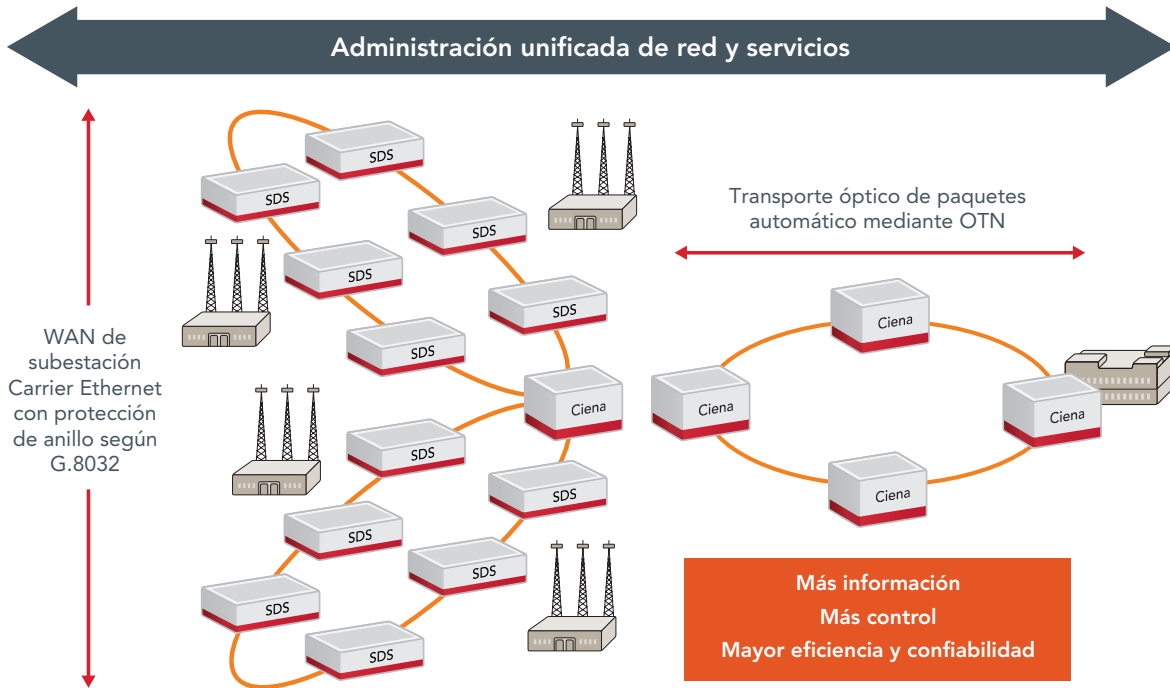 Administración unificada de red y servicios
SDS
SDS
SDS
SDS
SDS
SDS
WAN de
subestación
Carrier Ethernet
con protección
de anillo según
G.8032
Ciena
SDS
SDS
SDS
SDS
SDS
SDS
Transporte óptico de paquetes
automático mediante OTN
Ciena
Ciena
Ciena
Ciena
Más información
Más control
Mayor eficiencia y confiabilidad